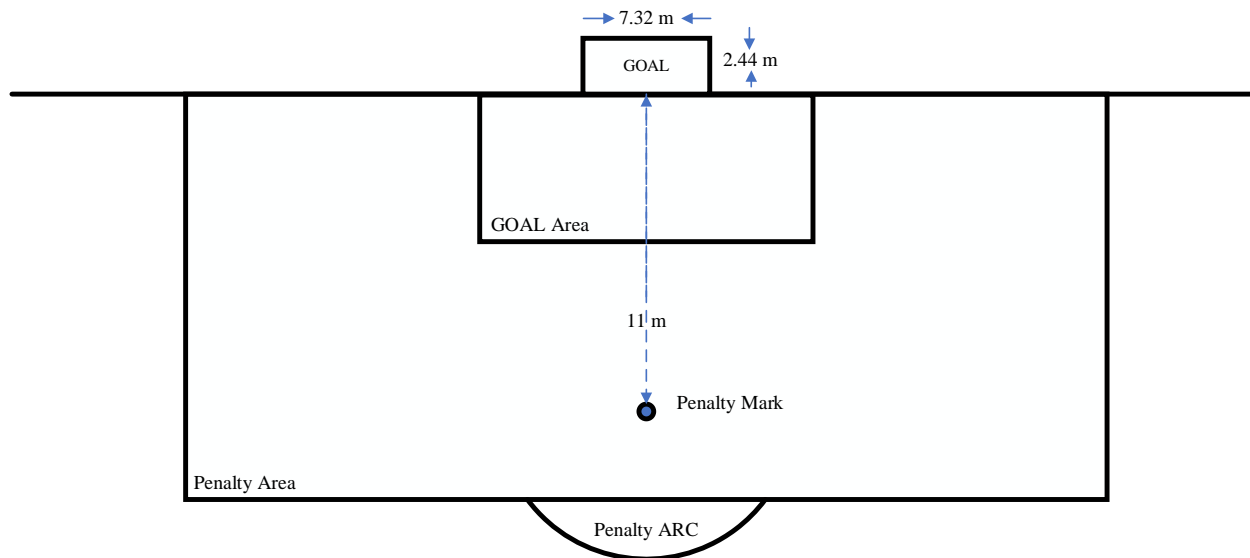 7.32 m
GOAL
2.44 m
GOAL Area
11 m
Penalty Mark
Penalty Area
Penalty ARC